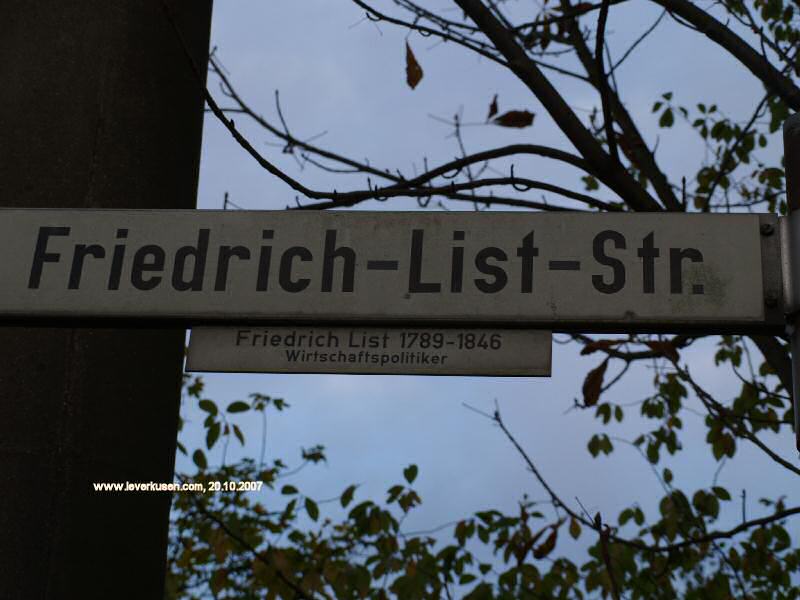 Friedrich-List-Str.
Friedrich List 1789-1846
Wirtschaftspolitiker
www.leverkusen.com, 20.10.2007